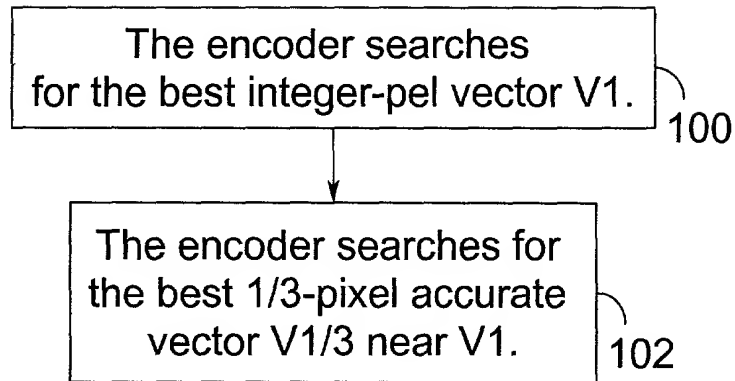 The encoder searches
for the best integer-pel vector V1.
100
The encoder searches for
the best 1/3-pixel accurate
vector V1/3 near V1.
102